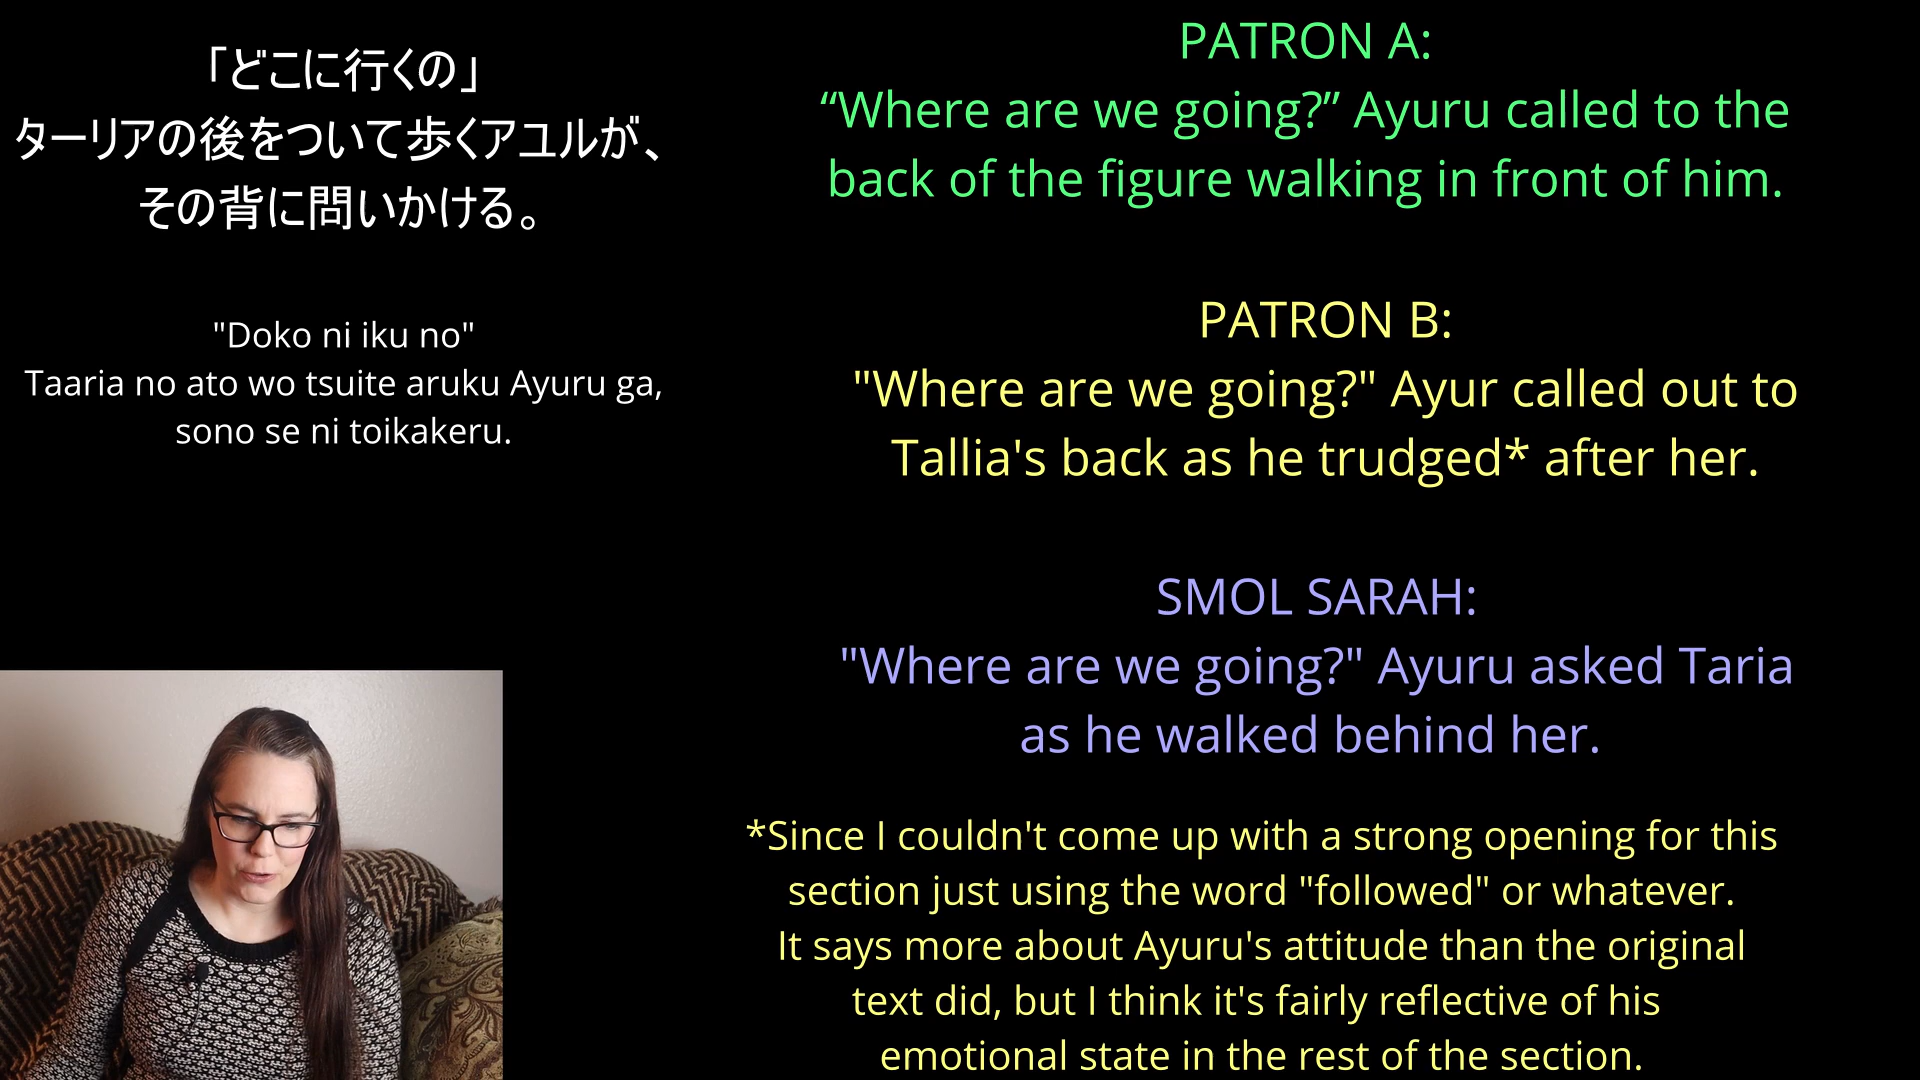 「どこに行くの」
ターリアの後をついて歩くアユルが、
その背に問いかける。
"Doko ni iku no"
Taaria no ato wo tsuite aruku Ayuru ga,
sono se ni toikakeru.
PATRON A:
“Where are we going?” Ayuru called to the
back of the figure walking in front of him.
PATRON B:
"Where are we going?" Ayur called out to
Tallia's back as he trudged* after her.
SMOL SARAH:
"Where are we going?" Ayuru asked Taria
as he walked behind her.
*Since I couldn't come up with a strong opening for this
section just using the word "followed" or whatever.
It says more about Ayuru's attitude than the original
text did, but I think it's fairly reflective of his
emotional state in the rest of the section.